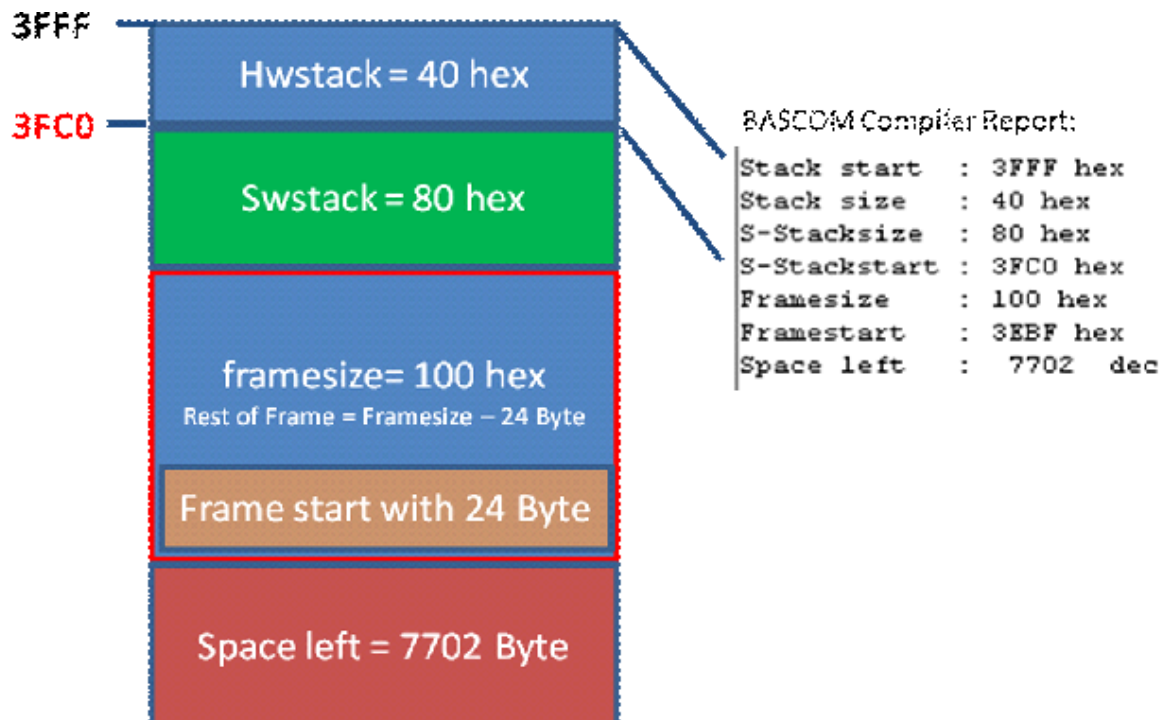 3FFF
Hwstack = 40 hex
3FC0
Swstack = 80 hex
framesize= 100 hex
Rest of Frame = Framesize – 24 Byte
Frame start with 24 Byte
Space left = 7702 Byte
BASCOM Compiler Report:
Stack start : 3FFF hex
Stack size : 40 hex
S-Stacksize : 80 hex
S-Stackstart : 3FC0 hex
Framesize : 100 hex
Framestart : 3EBF hex
Space left : 7702 dec